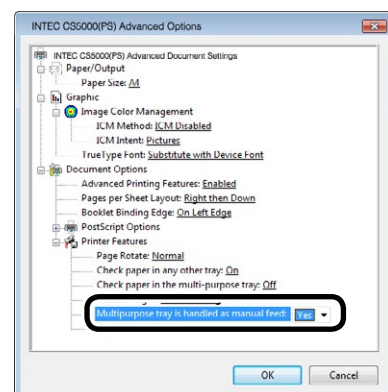 INTEC CS5000(PS) Advanced Options
INTEC CS5000(PS) Advanced Document Settings
Paper/Output
Paper Size: A4
Graphic
Image Color Management
ICM Method: ICM Disabled
ICM Intent: Pictures
TrueType Font: Substitute with Device Font
Document Options
Advanced Printing Features: Enabled
Pages per Sheet Layout: Right then Down
Booklet Binding Edge: On Left Edge
PostScript Options
Printer Features
Page Rotate: Normal
Check paper in any other tray: On
Check paper in the multi-purpose tray: Off
Multipurpose tray is handled as manual feed: Yes
OK Cancel